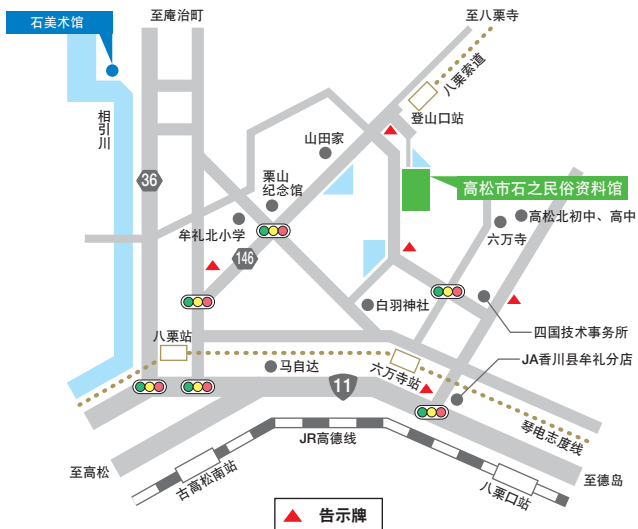 石美术馆
至庵治町
至八栗寺
八栗索道
登山口站
相引川
山田家
36
栗山
纪念馆
高松市石之民俗资料馆
高松北初中、高中
牟礼北小学
六万寺
146
白羽神社
四国技术事务所
八栗站
马自达
六万寺站
JA香川县牟礼分店
11
琴电志度线
JR高德线
至高松
古高松南站
八栗口站
至德岛
告示牌